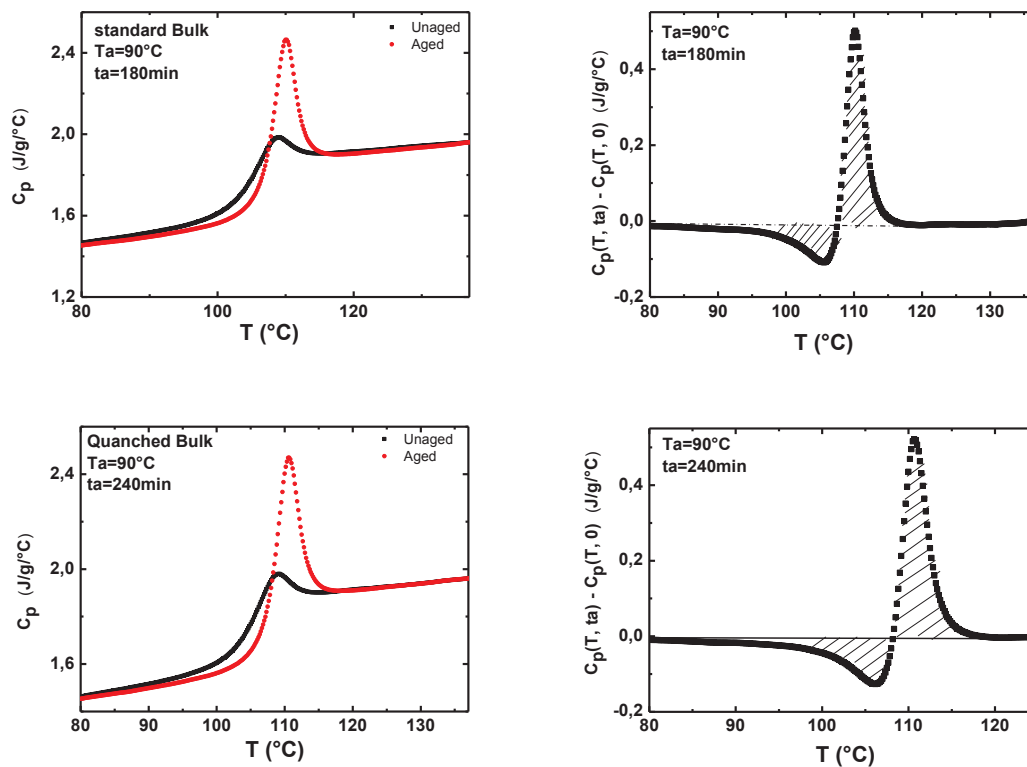 standard Bulk
Ta=90°C
ta=180min
Unaged
Aged
2,4
2,0
1,6
1,2
Cp (J/g/°C)
80
100
120
T (°C)
Ta=90°C
ta=180min
0,4
0,2
0,0
-0,2
Cp(T, ta) - Cp(T, 0) (J/g/°C)
80
90
100
110
120
130
T (°C)
Quanched Bulk
Ta=90°C
ta=240min
Unaged
Aged
2,4
2,0
1,6
Cp (J/g/°C)
80
90
100
110
120
130
T (°C)
Ta=90°C
ta=240min
0,4
0,2
0,0
-0,2
Cp(T, ta) - Cp(T, 0) (J/g/°C)
80
90
100
110
120
T (°C)